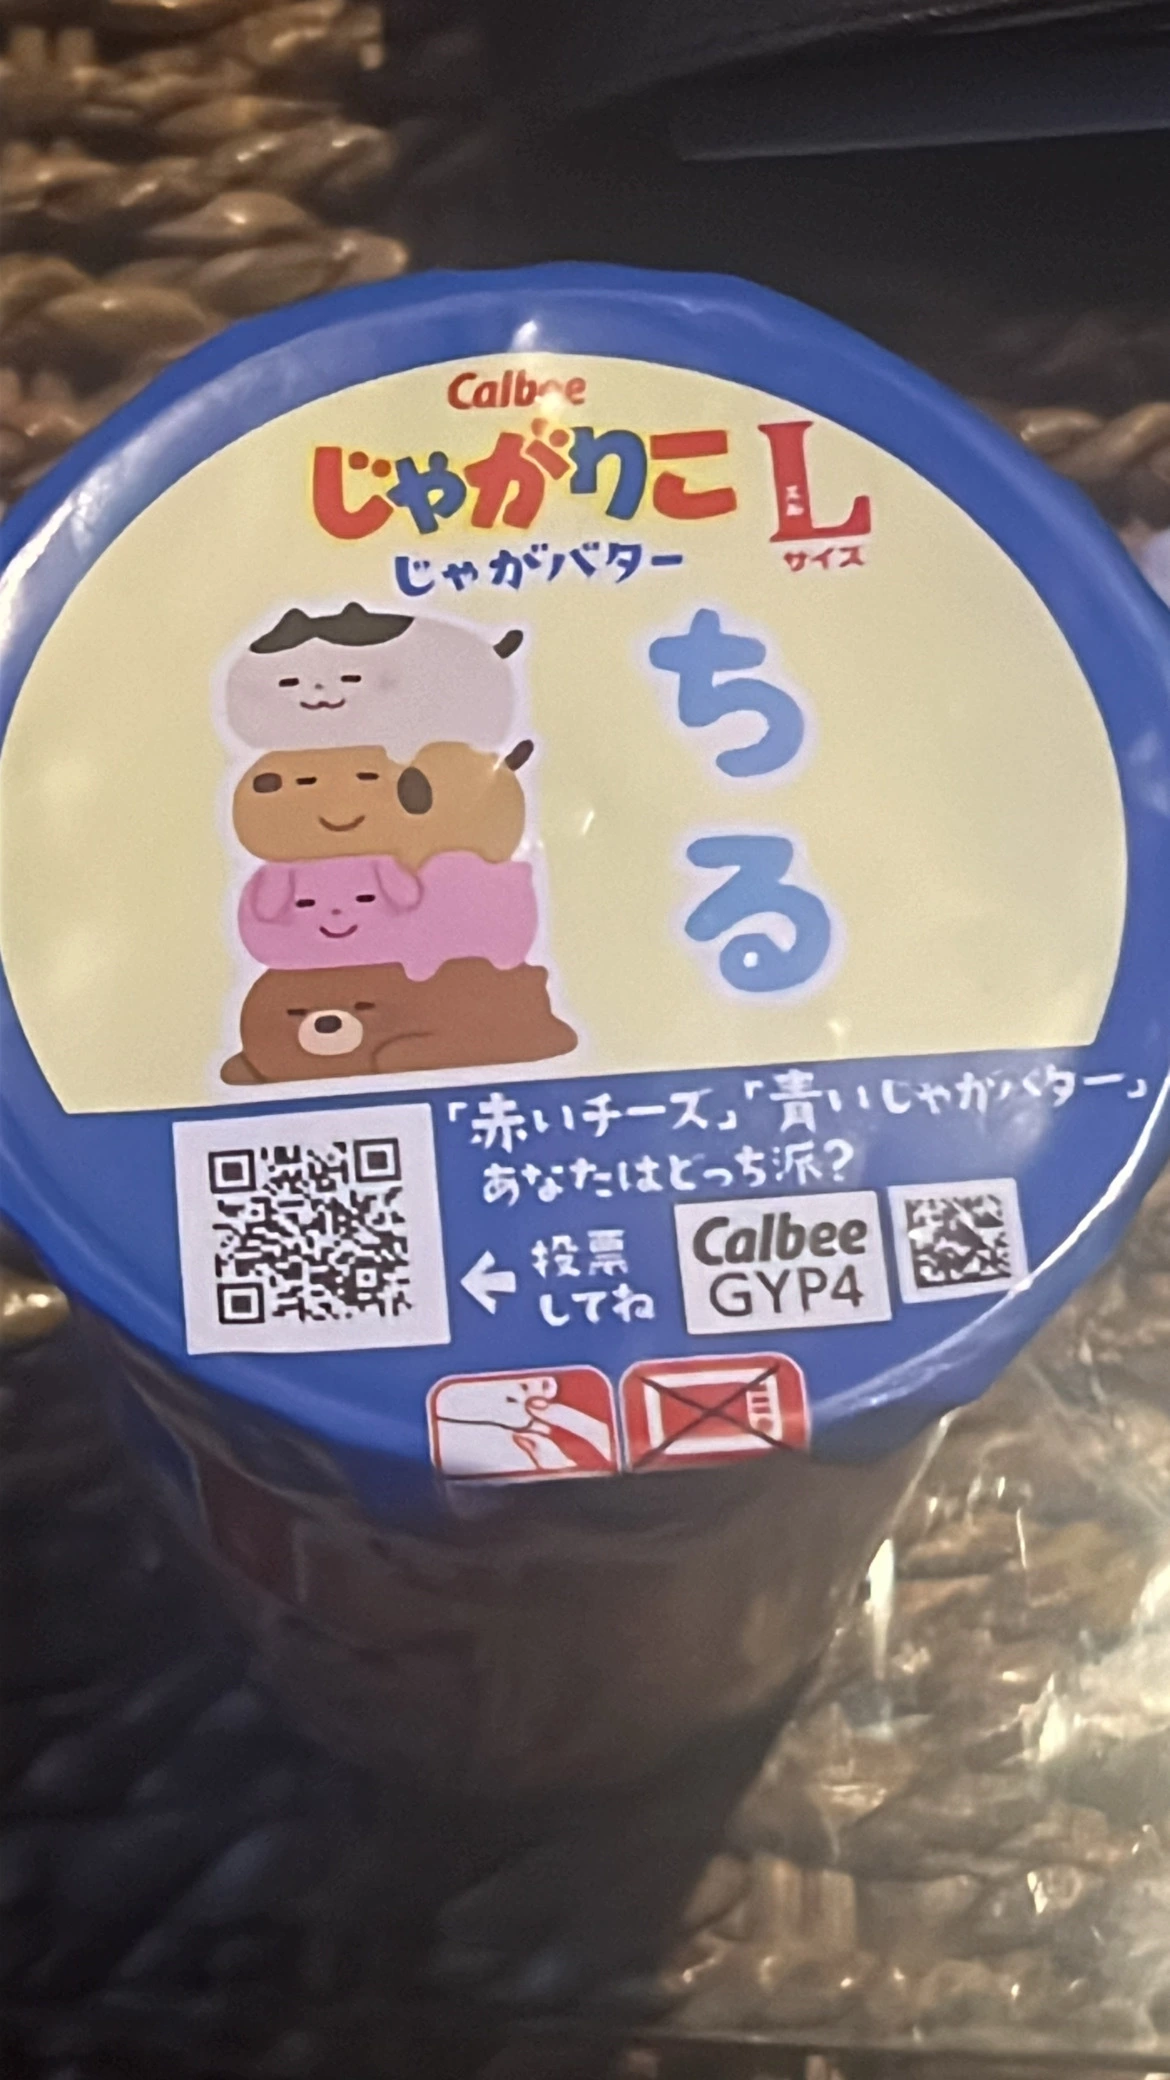 Calbee
じゃがりこ L
サイズ
じゃがバター
ちる
「赤いチーズ」「青いじゃがバター」
あなたはどっち派?
←投票
してね
Calbee
GYP4